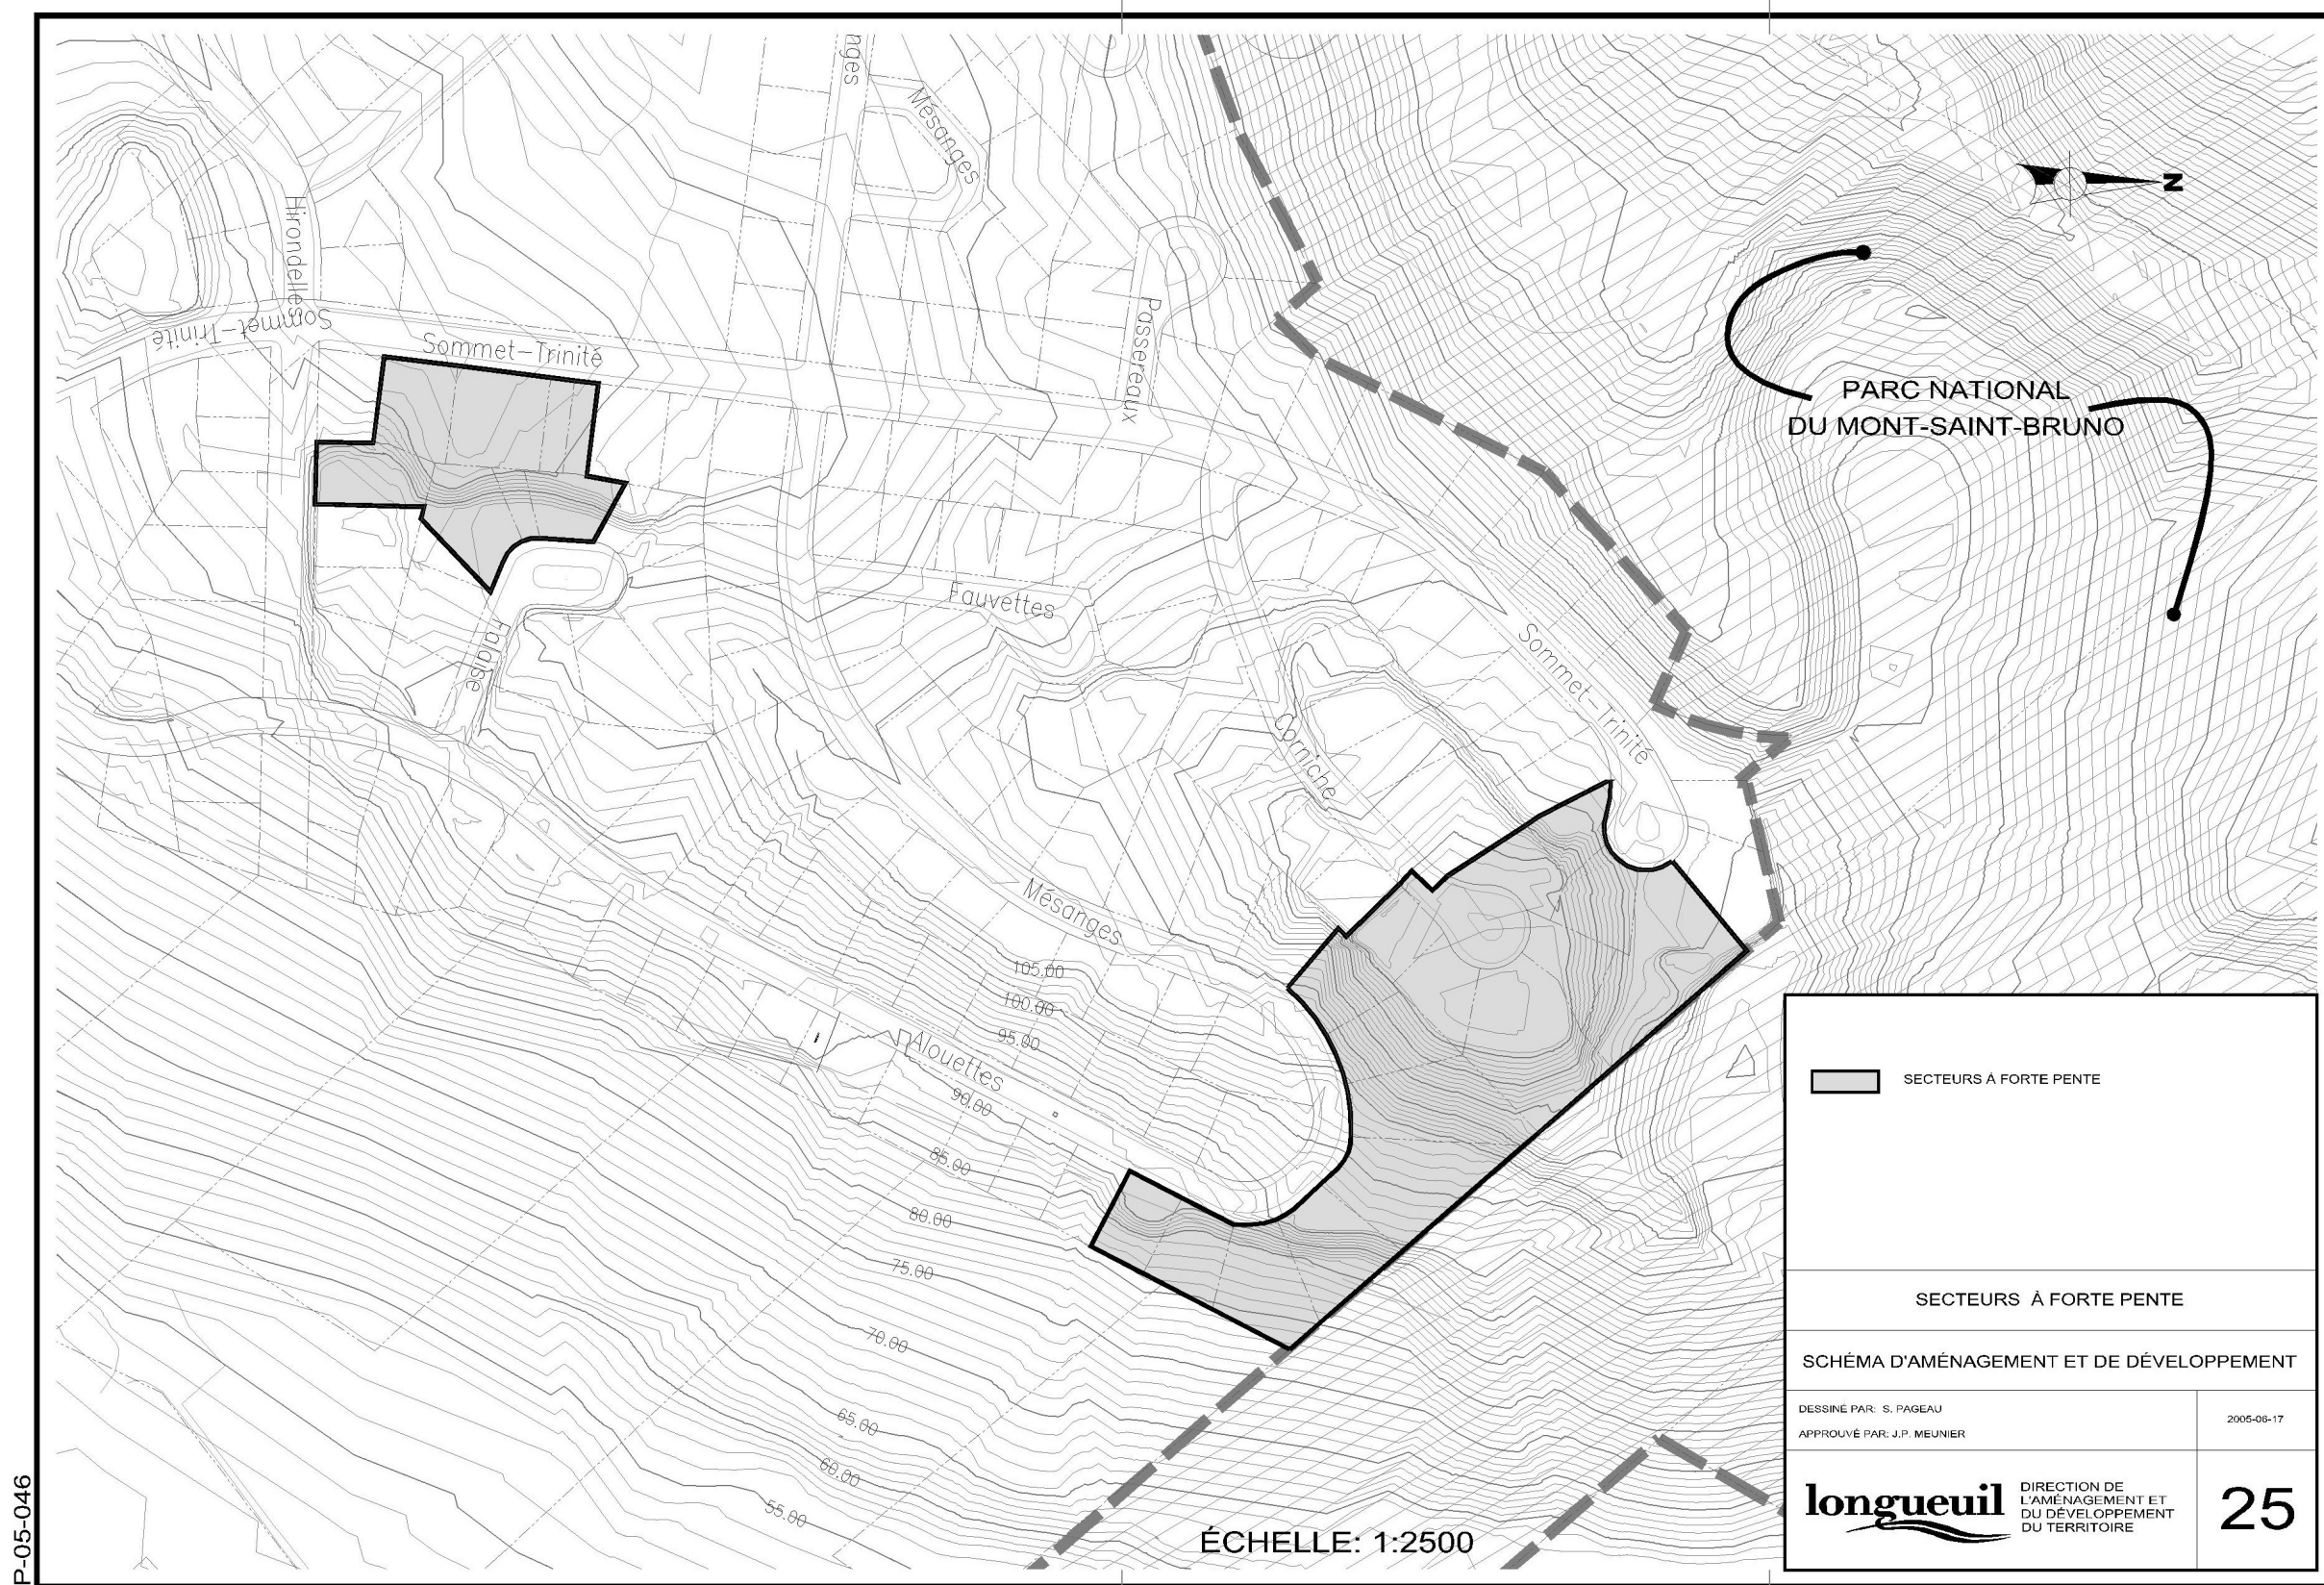 nges
Mésanges
Hirondelles
Sommet-Trinité
Sommet-Trinité
Passereaux
N
PARC NATIONAL
DU MONT-SAINT-BRUNO
Fauvettes
Falaise
Sommet-Trinité
Corniche
Mésanges
105.00
100.00
95.00
Alouettes
90.00
85.00
80.00
75.00
70.00
65.00
60.00
55.00
ÉCHELLE: 1:2500
P-05-046
SECTEURS À FORTE PENTE
SECTEURS À FORTE PENTE
SCHÉMA D'AMÉNAGEMENT ET DE DÉVELOPPEMENT
DESSINÉ PAR: S. PAGEAU
APPROUVÉ PAR: J.P. MEUNIER
2005-06-17
longueuil
DIRECTION DE
L'AMÉNAGEMENT ET
DU DÉVELOPPEMENT
DU TERRITOIRE
25